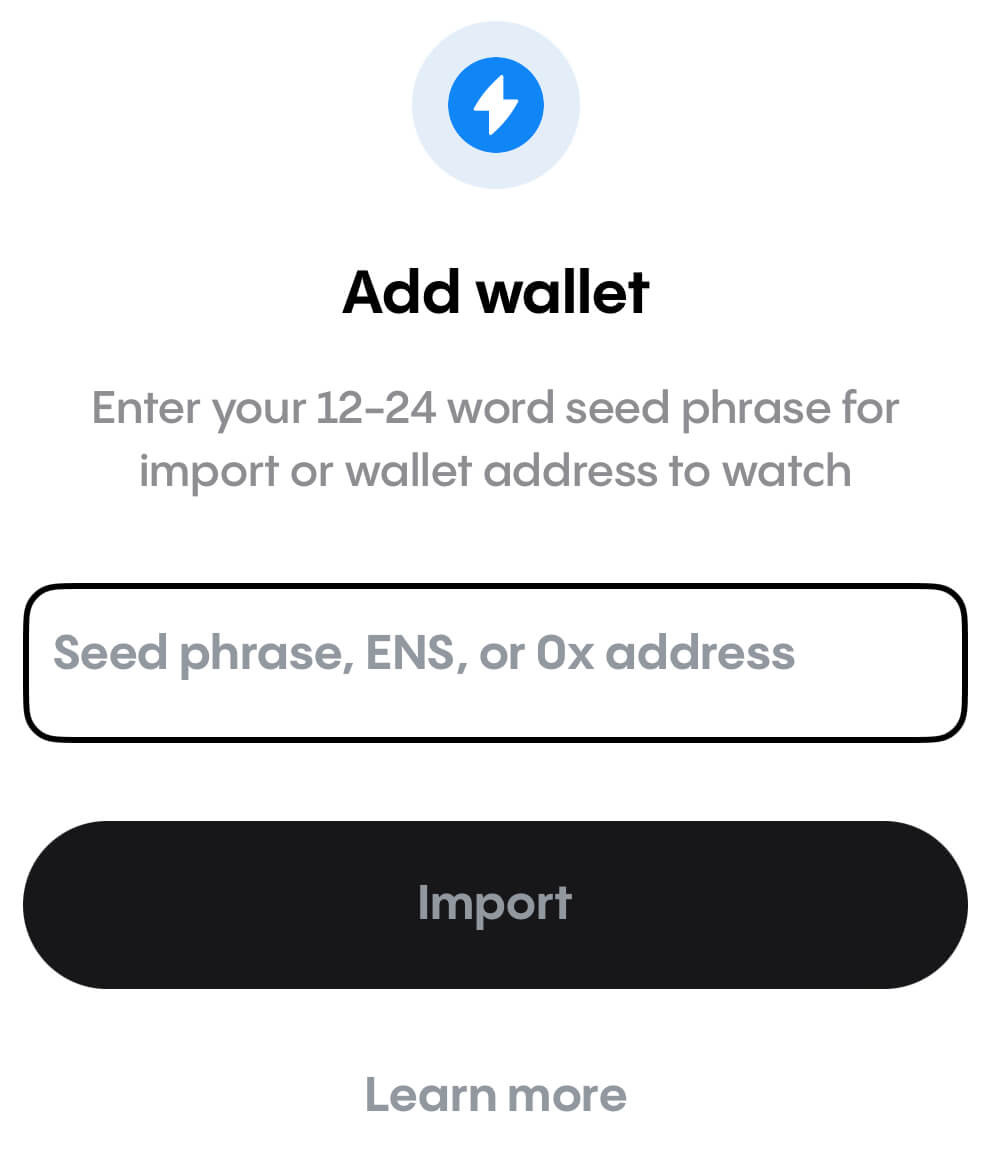 Add wallet
Enter your 12-24 word seed phrase for
import or wallet address to watch
Seed phrase, ENS, or 0x address
Import
Learn more